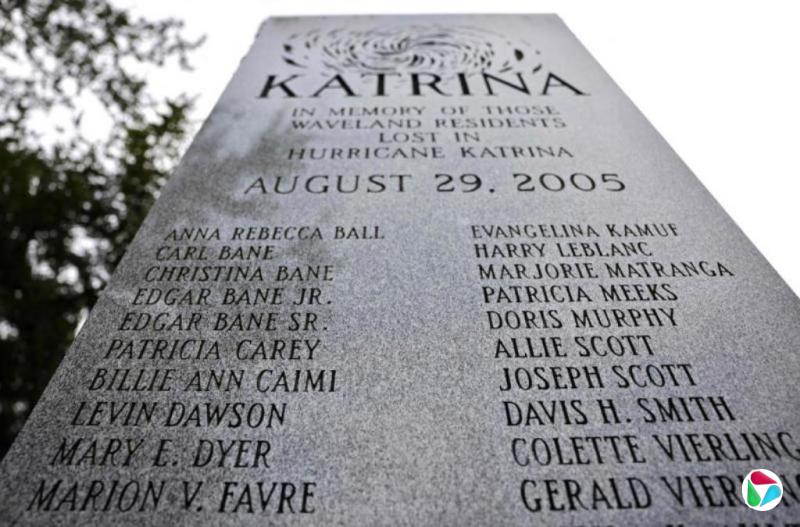 KATRINA
IN MEMORY OF THOSE
WAVELAND RESIDENTS
LOST IN
HURRICANE KATRINA
AUGUST 29, 2005
ANNA REBECCA BALL
CARL BANE
CHRISTINA BANE
EDGAR BANE JR.
EDGAR BANE SR.
PATRICIA CAREY
BILLIE ANN CAIMI
LEVIN DAWSON
MARY E. DYER
MARION V. FAVRE
EVANGELINA KAMUF
HARRY LEBLANC
MARJORIE MATRANGA
PATRICIA MEEKS
DORIS MURPHY
ALLIE SCOTT
JOSEPH SCOTT
DAVIS H. SMITH
COLETTE VIERLING
GERALD